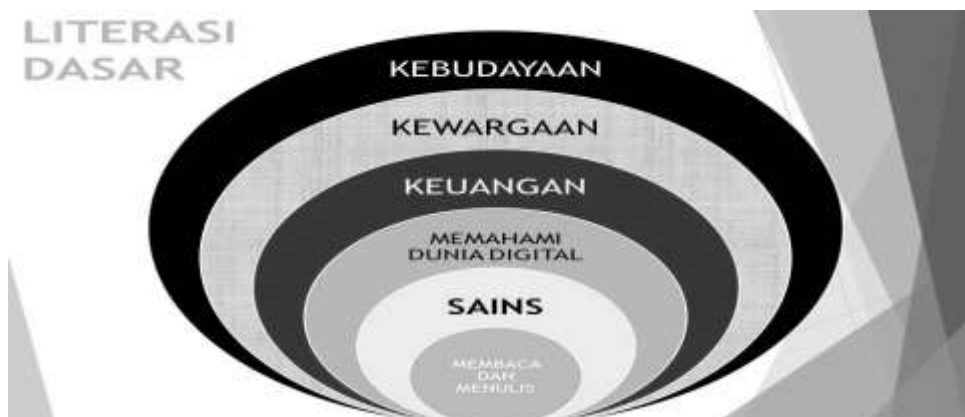 LITERASI
DASAR
KEBUDAYAAN
KEWARGAAN
KEUANGAN
MEMAHAMI
DUNIA DIGITAL
SAINS
MEMBACA
DAN
MENULIS